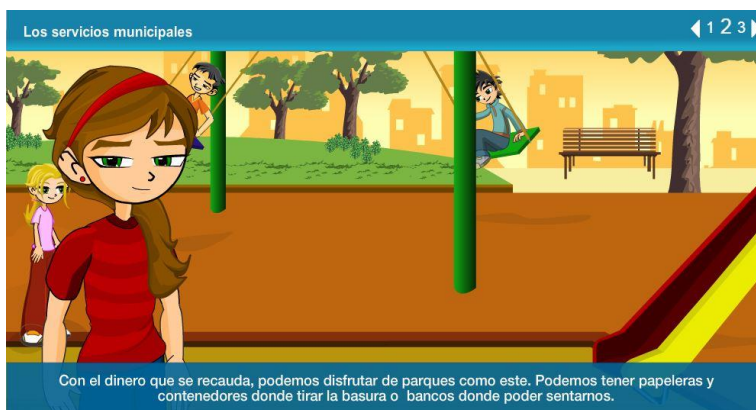 Los servicios municipales
1 2 3
Con el dinero que se recauda, podemos disfrutar de parques como este. Podemos tener papeleras y
contenedores donde tirar la basura o bancos donde poder sentarnos.